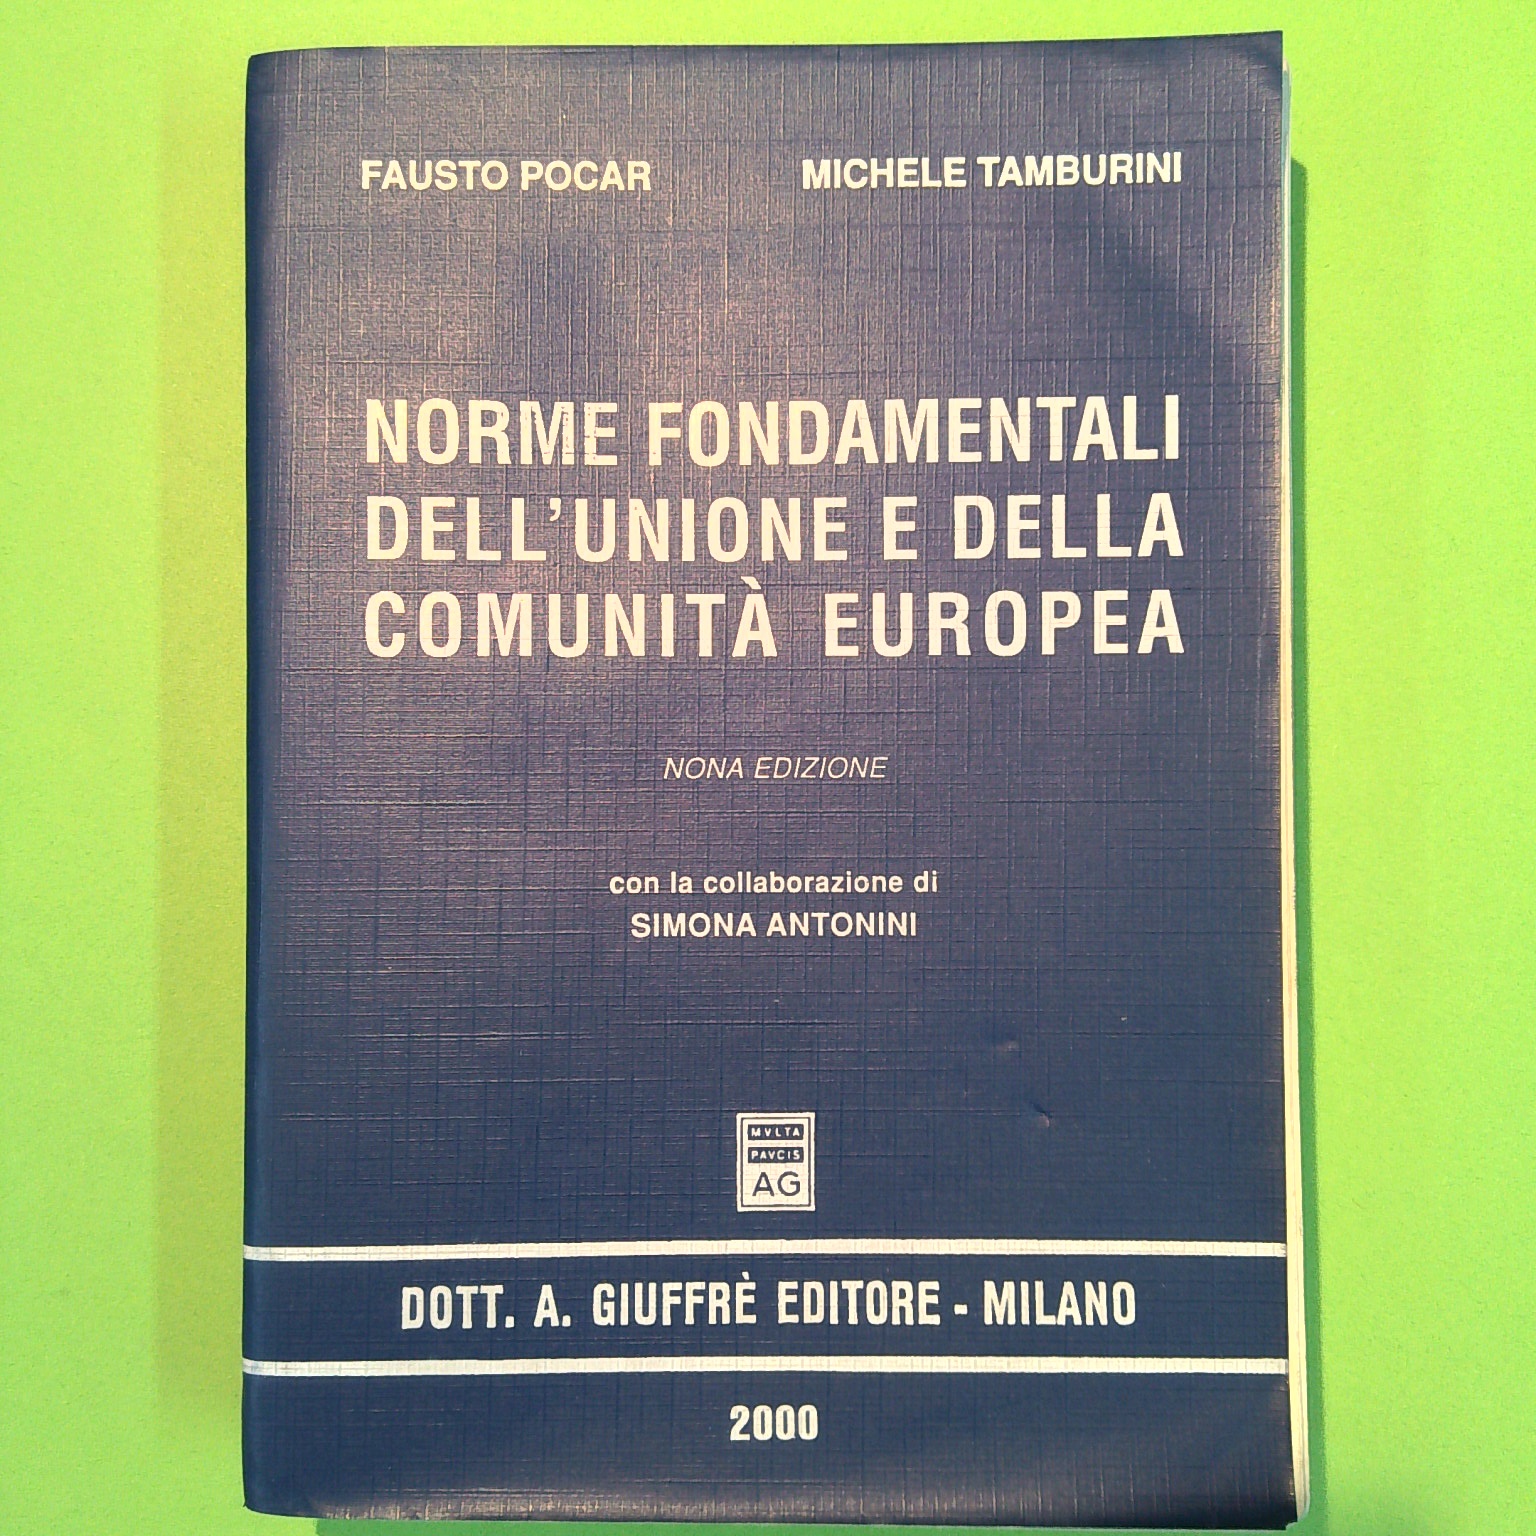 FAUSTO POCAR MICHELE TAMBURINI
NORME FONDAMENTALI
DELL'UNIONE E DELLA
COMUNITÀ EUROPEA
NONA EDIZIONE
con la collaborazione di
SIMONA ANTONINI
MVLTA
PAVCIS
AG
DOTT. A. GIUFFRÈ EDITORE - MILANO
2000